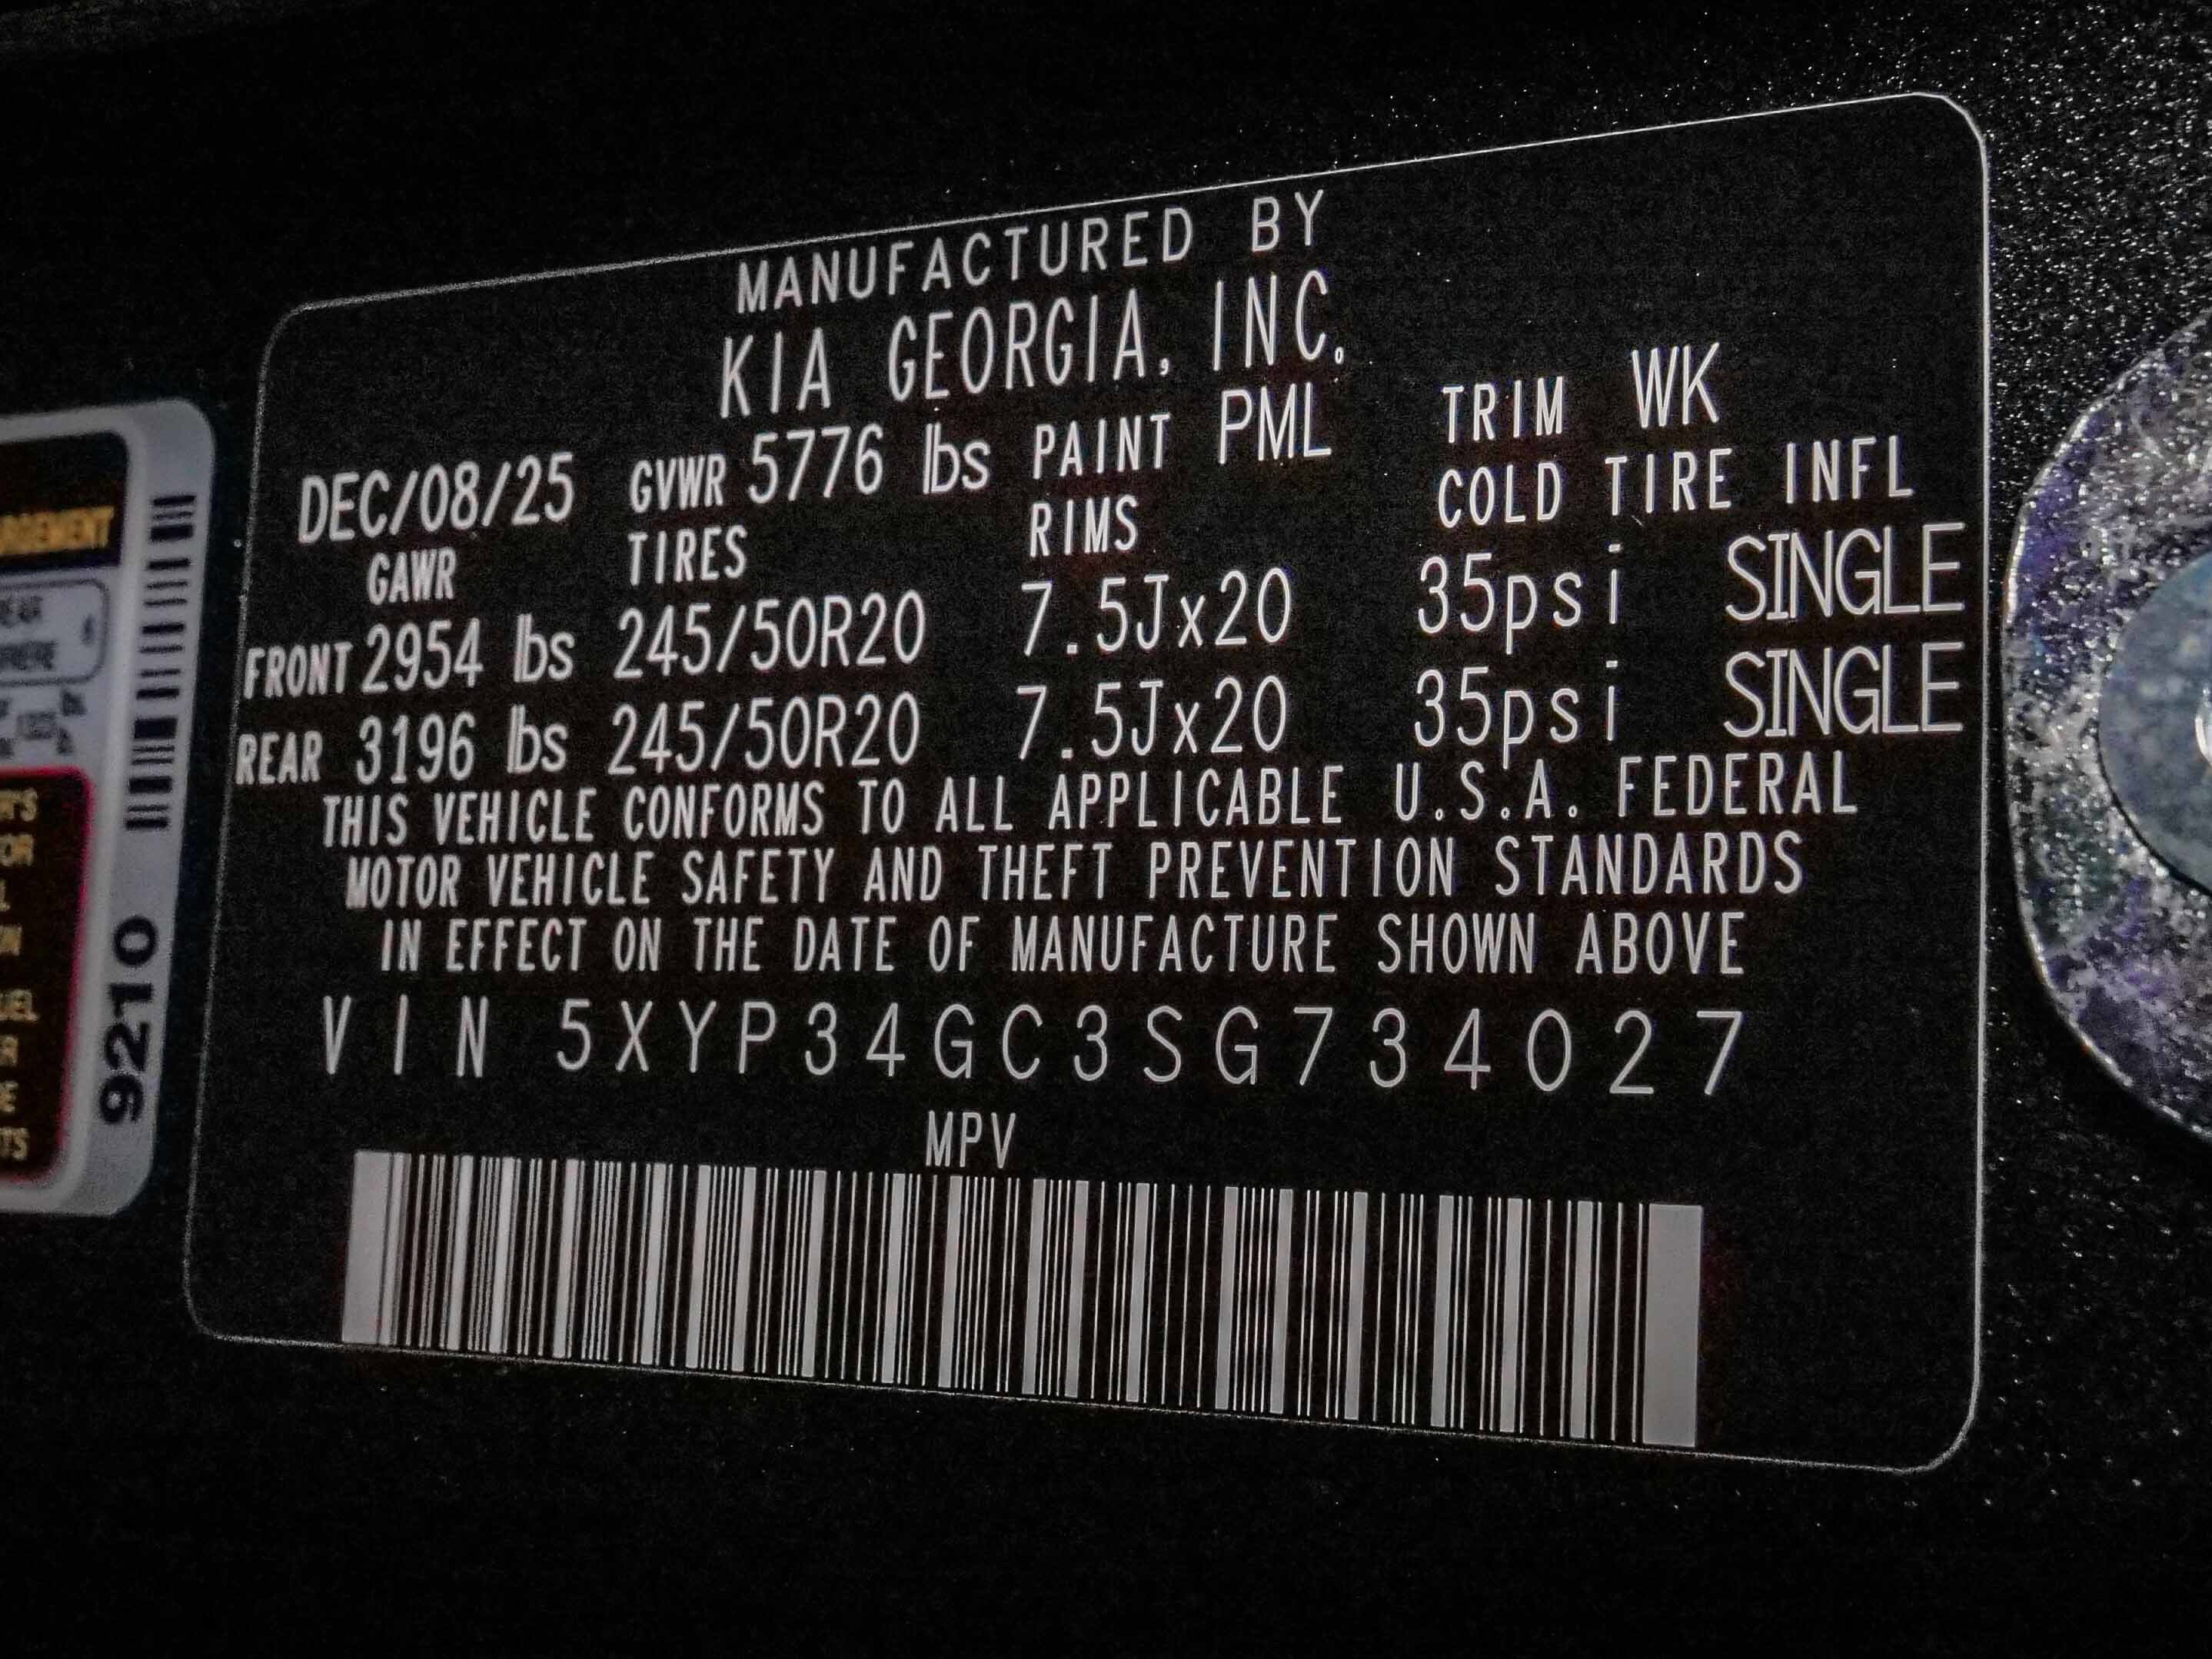 MANUFACTURED BY
KIA GEORGIA, INC.
DEC/08/25 GVWR 5776 lbs PAINT PML TRIM WK
GAWR TIRES RIMS COLD TIRE INFL
FRONT 2954 lbs 245/50R20 7.5Jx20 35psi SINGLE
REAR 3196 lbs 245/50R20 7.5Jx20 35psi SINGLE
THIS VEHICLE CONFORMS TO ALL APPLICABLE U.S.A. FEDERAL
MOTOR VEHICLE SAFETY AND THEFT PREVENTION STANDARDS
IN EFFECT ON THE DATE OF MANUFACTURE SHOWN ABOVE
VIN 5XYP34GC3SG734027
MPV
9210